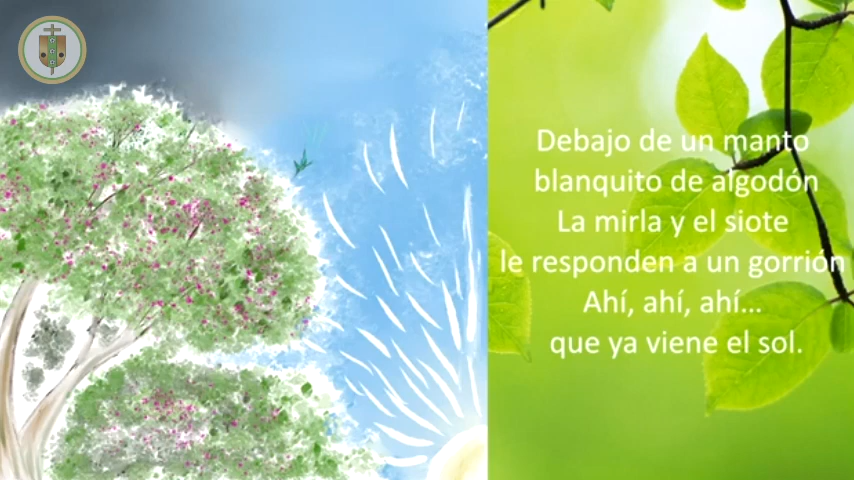 Debajo de un manto
blanquito de algodón
La mirla y el siote
le responden a un gorrión
Ahí, ahí, ahí...
que ya viene el sol.